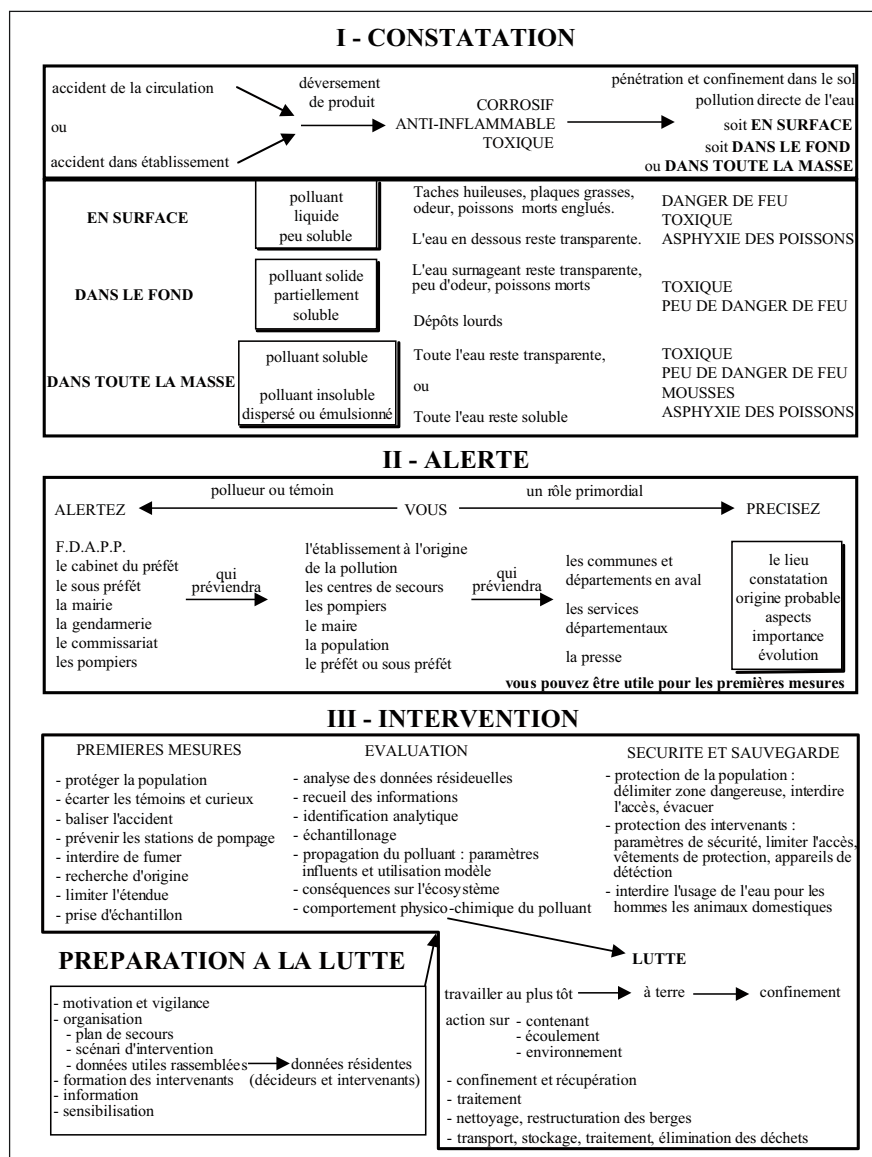 I - CONSTATATION
accident de la circulation
ou
accident dans établissement
déversement
de produit
CORROSIF
ANTI-INFLAMMABLE
TOXIQUE
pénétration et confinement dans le sol
pollution directe de l'eau
soit EN SURFACE
soit DANS LE FOND
ou DANS TOUTE LA MASSE
EN SURFACE
polluant
liquide
peu soluble
Taches huileuses, plaques grasses,
odeur, poissons morts englués.
L'eau en dessous reste transparente.
DANGER DE FEU
TOXIQUE
ASPHYXIE DES POISSONS
DANS LE FOND
polluant solide
partiellement
soluble
L'eau surnageant reste transparente,
peu d'odeur, poissons morts
Dépôts lourds
TOXIQUE
PEU DE DANGER DE FEU
DANS TOUTE LA MASSE
polluant soluble
polluant insoluble
dispersé ou émulsionné
Toute l'eau reste transparente,
ou
Toute l'eau reste soluble
TOXIQUE
PEU DE DANGER DE FEU
MOUSSES
ASPHYXIE DES POISSONS
II - ALERTE
pollueur ou témoin
un rôle primordial
ALERTEZ
VOUS
PRECISEZ
F.D.A.P.P.
le cabinet du préfét
le sous préfét
la mairie
la gendarmerie
le commissariat
les pompiers
qui
préviendra
l'établissement à l'origine
de la pollution
les centres de secours
les pompiers
le maire
la population
le préfét ou sous préfét
qui
préviendra
les communes et
départements en aval
les services
départementaux
la presse
le lieu
constatation
origine probable
aspects
importance
évolution
vous pouvez être utile pour les premières mesures
III - INTERVENTION
PREMIERES MESURES
- protéger la population
- écarter les témoins et curieux
- baliser l'accident
- prévenir les stations de pompage
- interdire de fumer
- recherche d'origine
- limiter l'étendue
- prise d'échantillon
EVALUATION
- analyse des données résideuelles
- recueil des informations
- identification analytique
- échantillonage
- propagation du polluant : paramètres
influents et utilisation modèle
- conséquences sur l'écosystème
- comportement physico-chimique du polluant
SECURITE ET SAUVEGARDE
- protection de la population :
délimiter zone dangereuse, interdire
l'accès, évacuer
- protection des intervenants :
paramètres de sécurité, limiter l'accès,
vêtements de protection, appareils de
détéction
- interdire l'usage de l'eau pour les
hommes les animaux domestiques
PREPARATION A LA LUTTE
- motivation et vigilance
- organisation
- plan de secours
- scénari d'intervention
- données utiles rassemblées
données résidentes
- formation des intervenants
(décideurs et intervenants)
- information
- sensibilisation
LUTTE
travailler au plus tôt
à terre
confinement
action sur
- contenant
- écoulement
- environnement
- confinement et récupération
- traitement
- nettoyage, restructuration des berges
- transport, stockage, traitement, élimination des déchets